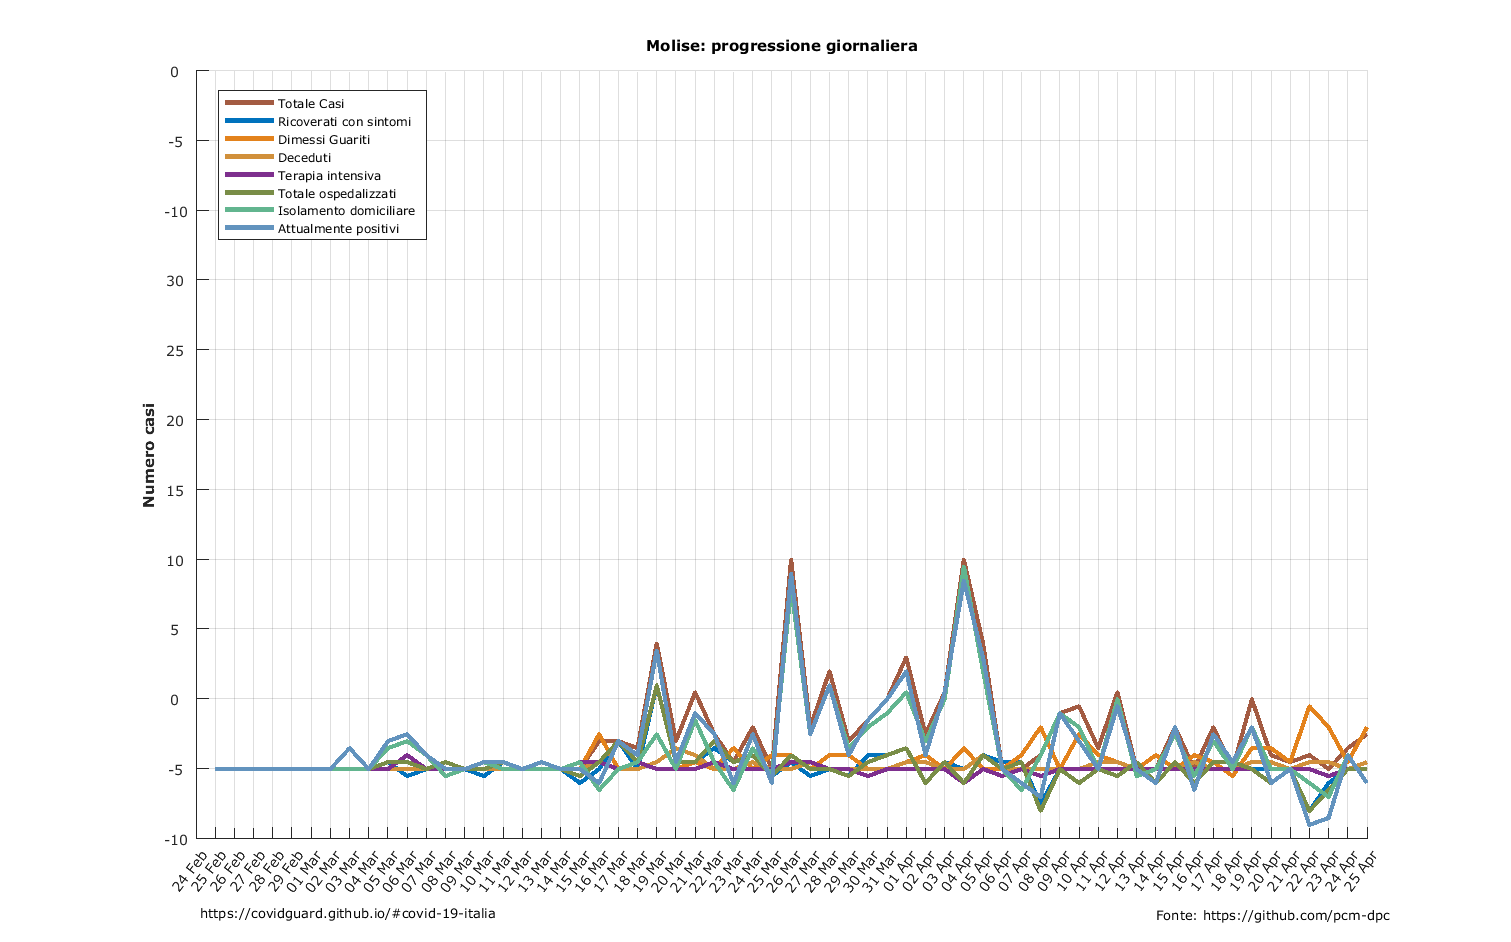 Molise: progressione giornaliera
0
-5
-10
30
25
20
15
10
5
0
-5
-10
Numero casi
Totale Casi
Ricoverati con sintomi
Dimessi Guariti
Deceduti
Terapia intensiva
Totale ospedalizzati
Isolamento domiciliare
Attualmente positivi
24 Feb
25 Feb
26 Feb
27 Feb
28 Feb
29 Feb
01 Mar
02 Mar
03 Mar
04 Mar
05 Mar
06 Mar
07 Mar
08 Mar
09 Mar
10 Mar
11 Mar
12 Mar
13 Mar
14 Mar
15 Mar
16 Mar
17 Mar
18 Mar
19 Mar
20 Mar
21 Mar
22 Mar
23 Mar
24 Mar
25 Mar
26 Mar
27 Mar
28 Mar
29 Mar
30 Mar
31 Mar
01 Apr
02 Apr
03 Apr
04 Apr
05 Apr
06 Apr
07 Apr
08 Apr
09 Apr
10 Apr
11 Apr
12 Apr
13 Apr
14 Apr
15 Apr
16 Apr
17 Apr
18 Apr
19 Apr
20 Apr
21 Apr
22 Apr
23 Apr
24 Apr
25 Apr
https://covidguard.github.io/#covid-19-italia
Fonte: https://github.com/pcm-dpc